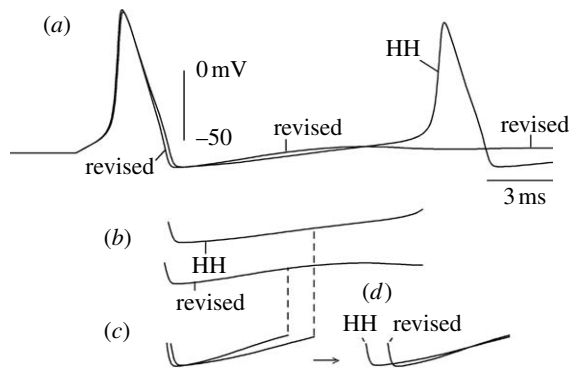 (a)
0 mV
HH
–50
revised
revised
revised
3 ms
(b)
HH
revised
(d)
(c)
HH revised